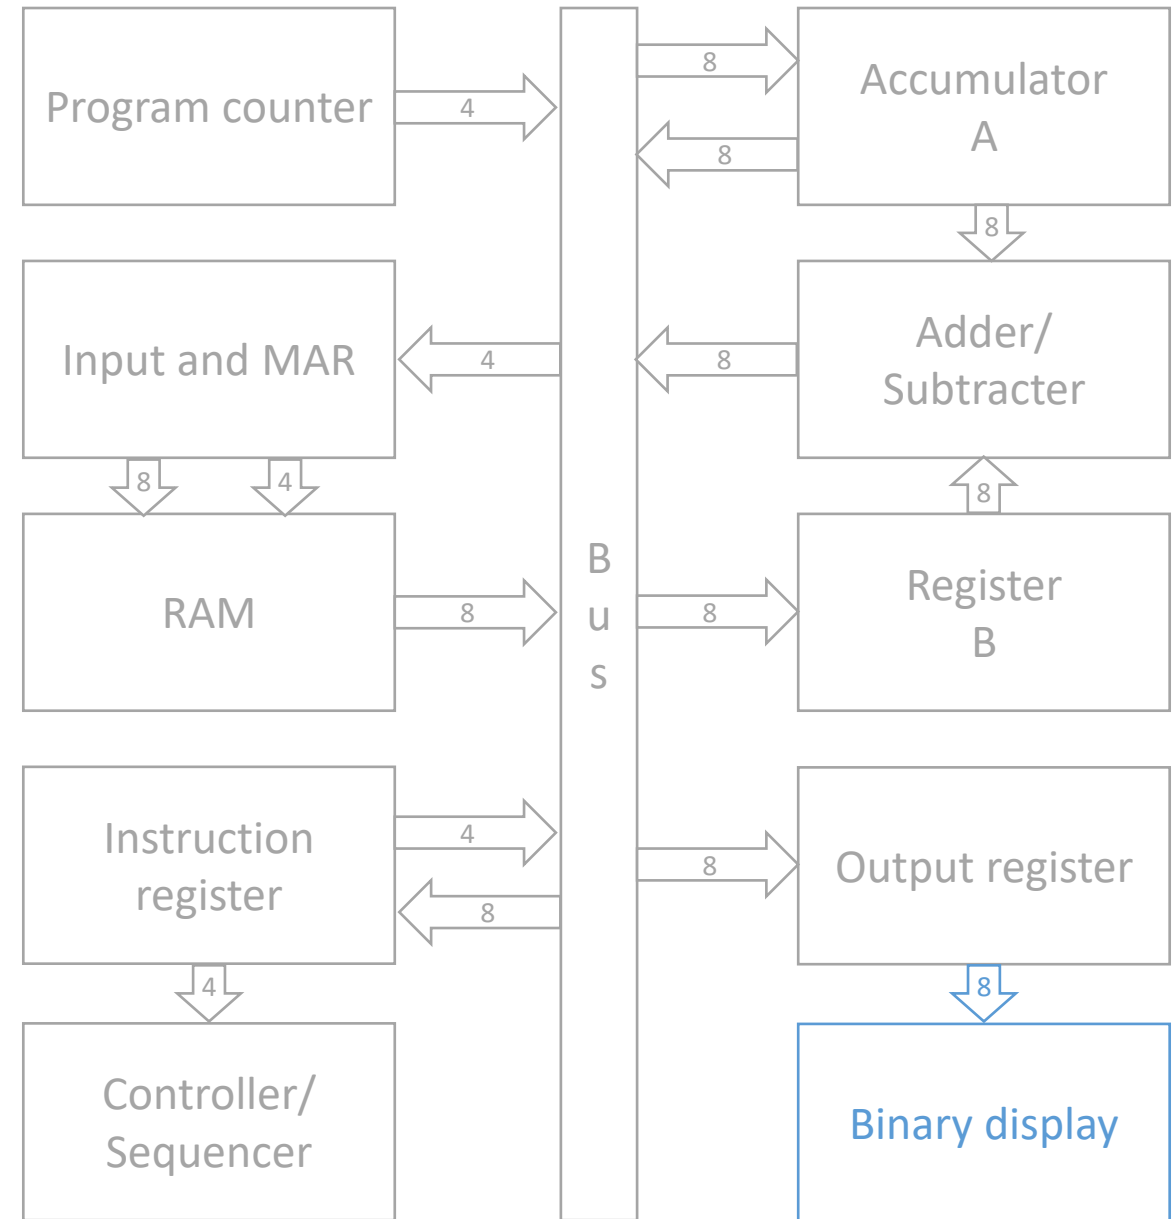 Program counter
4
8
Accumulator
A
8
8
Input and MAR
4
8
Adder/
Subtracter
8
4
8
RAM
8
B
u
s
8
Register
B
Instruction
register
4
8
8
Output register
4
8
Controller/
Sequencer
Binary display